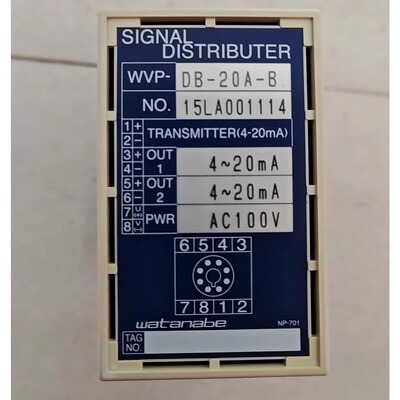 SIGNAL
DISTRIBUTER
WVP- DB-20A-B
NO. 15LA001114
1 + TRANSMITTER(4-20mA)
2 -
3 + OUT 1 4~20mA
4 -
5 + OUT 2 4~20mA
6 -
7 U(+) PWR AC100V
8 V(-)
6 5 4 3
7 8 1 2
watanabe NP-701
TAG NO.